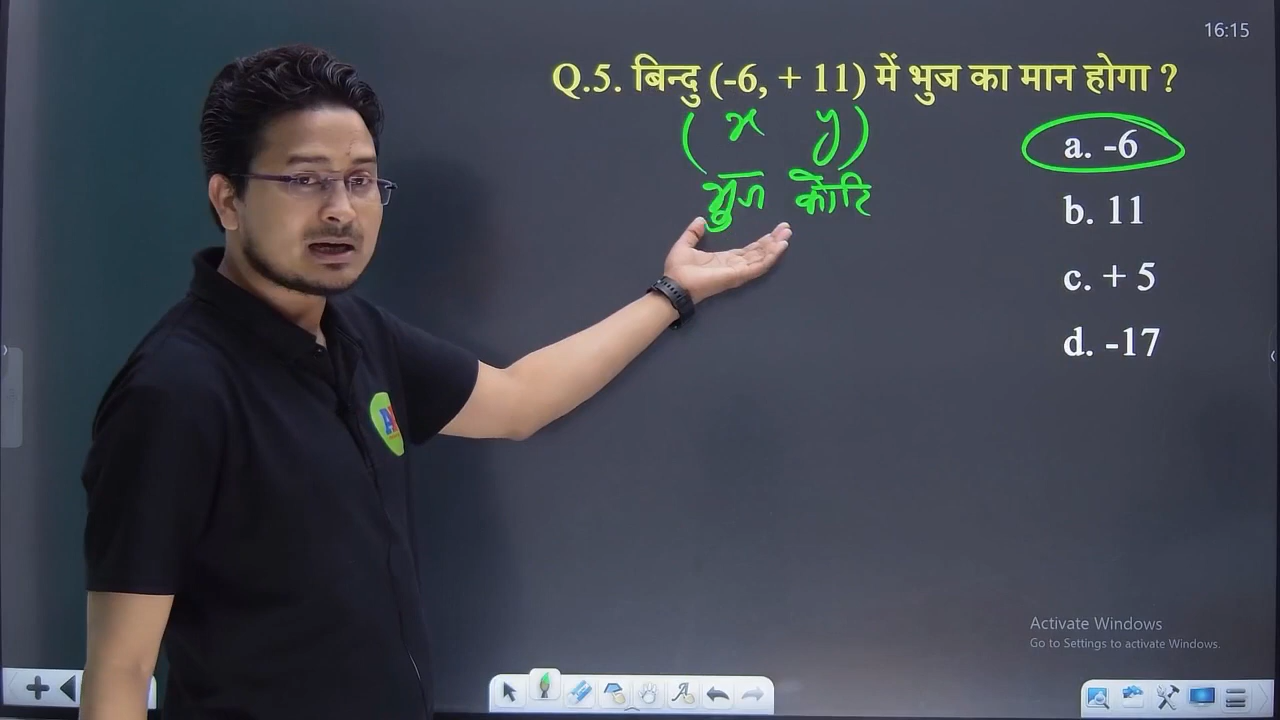 16:15
Q.5. बिन्दु (-6, + 11) में भुज का मान होगा ?
( x y )
भुज कोटि
a. -6
b. 11
c. + 5
d. -17
Activate Windows
Go to Settings to activate Windows.